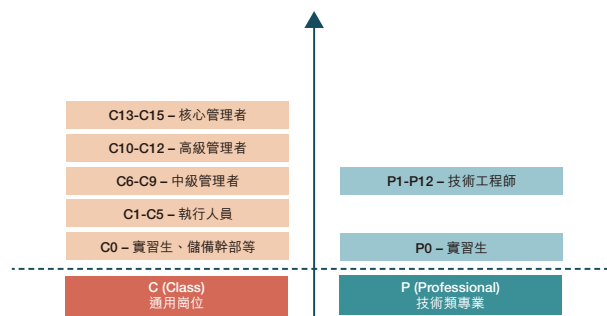 C13-C15 – 核心管理者
C10-C12 – 高級管理者
C6-C9 – 中級管理者
C1-C5 – 執行人員
C0 – 實習生、儲備幹部等
C (Class)
通用崗位
P1-P12 – 技術工程師
P0 – 實習生
P (Professional)
技術類專業